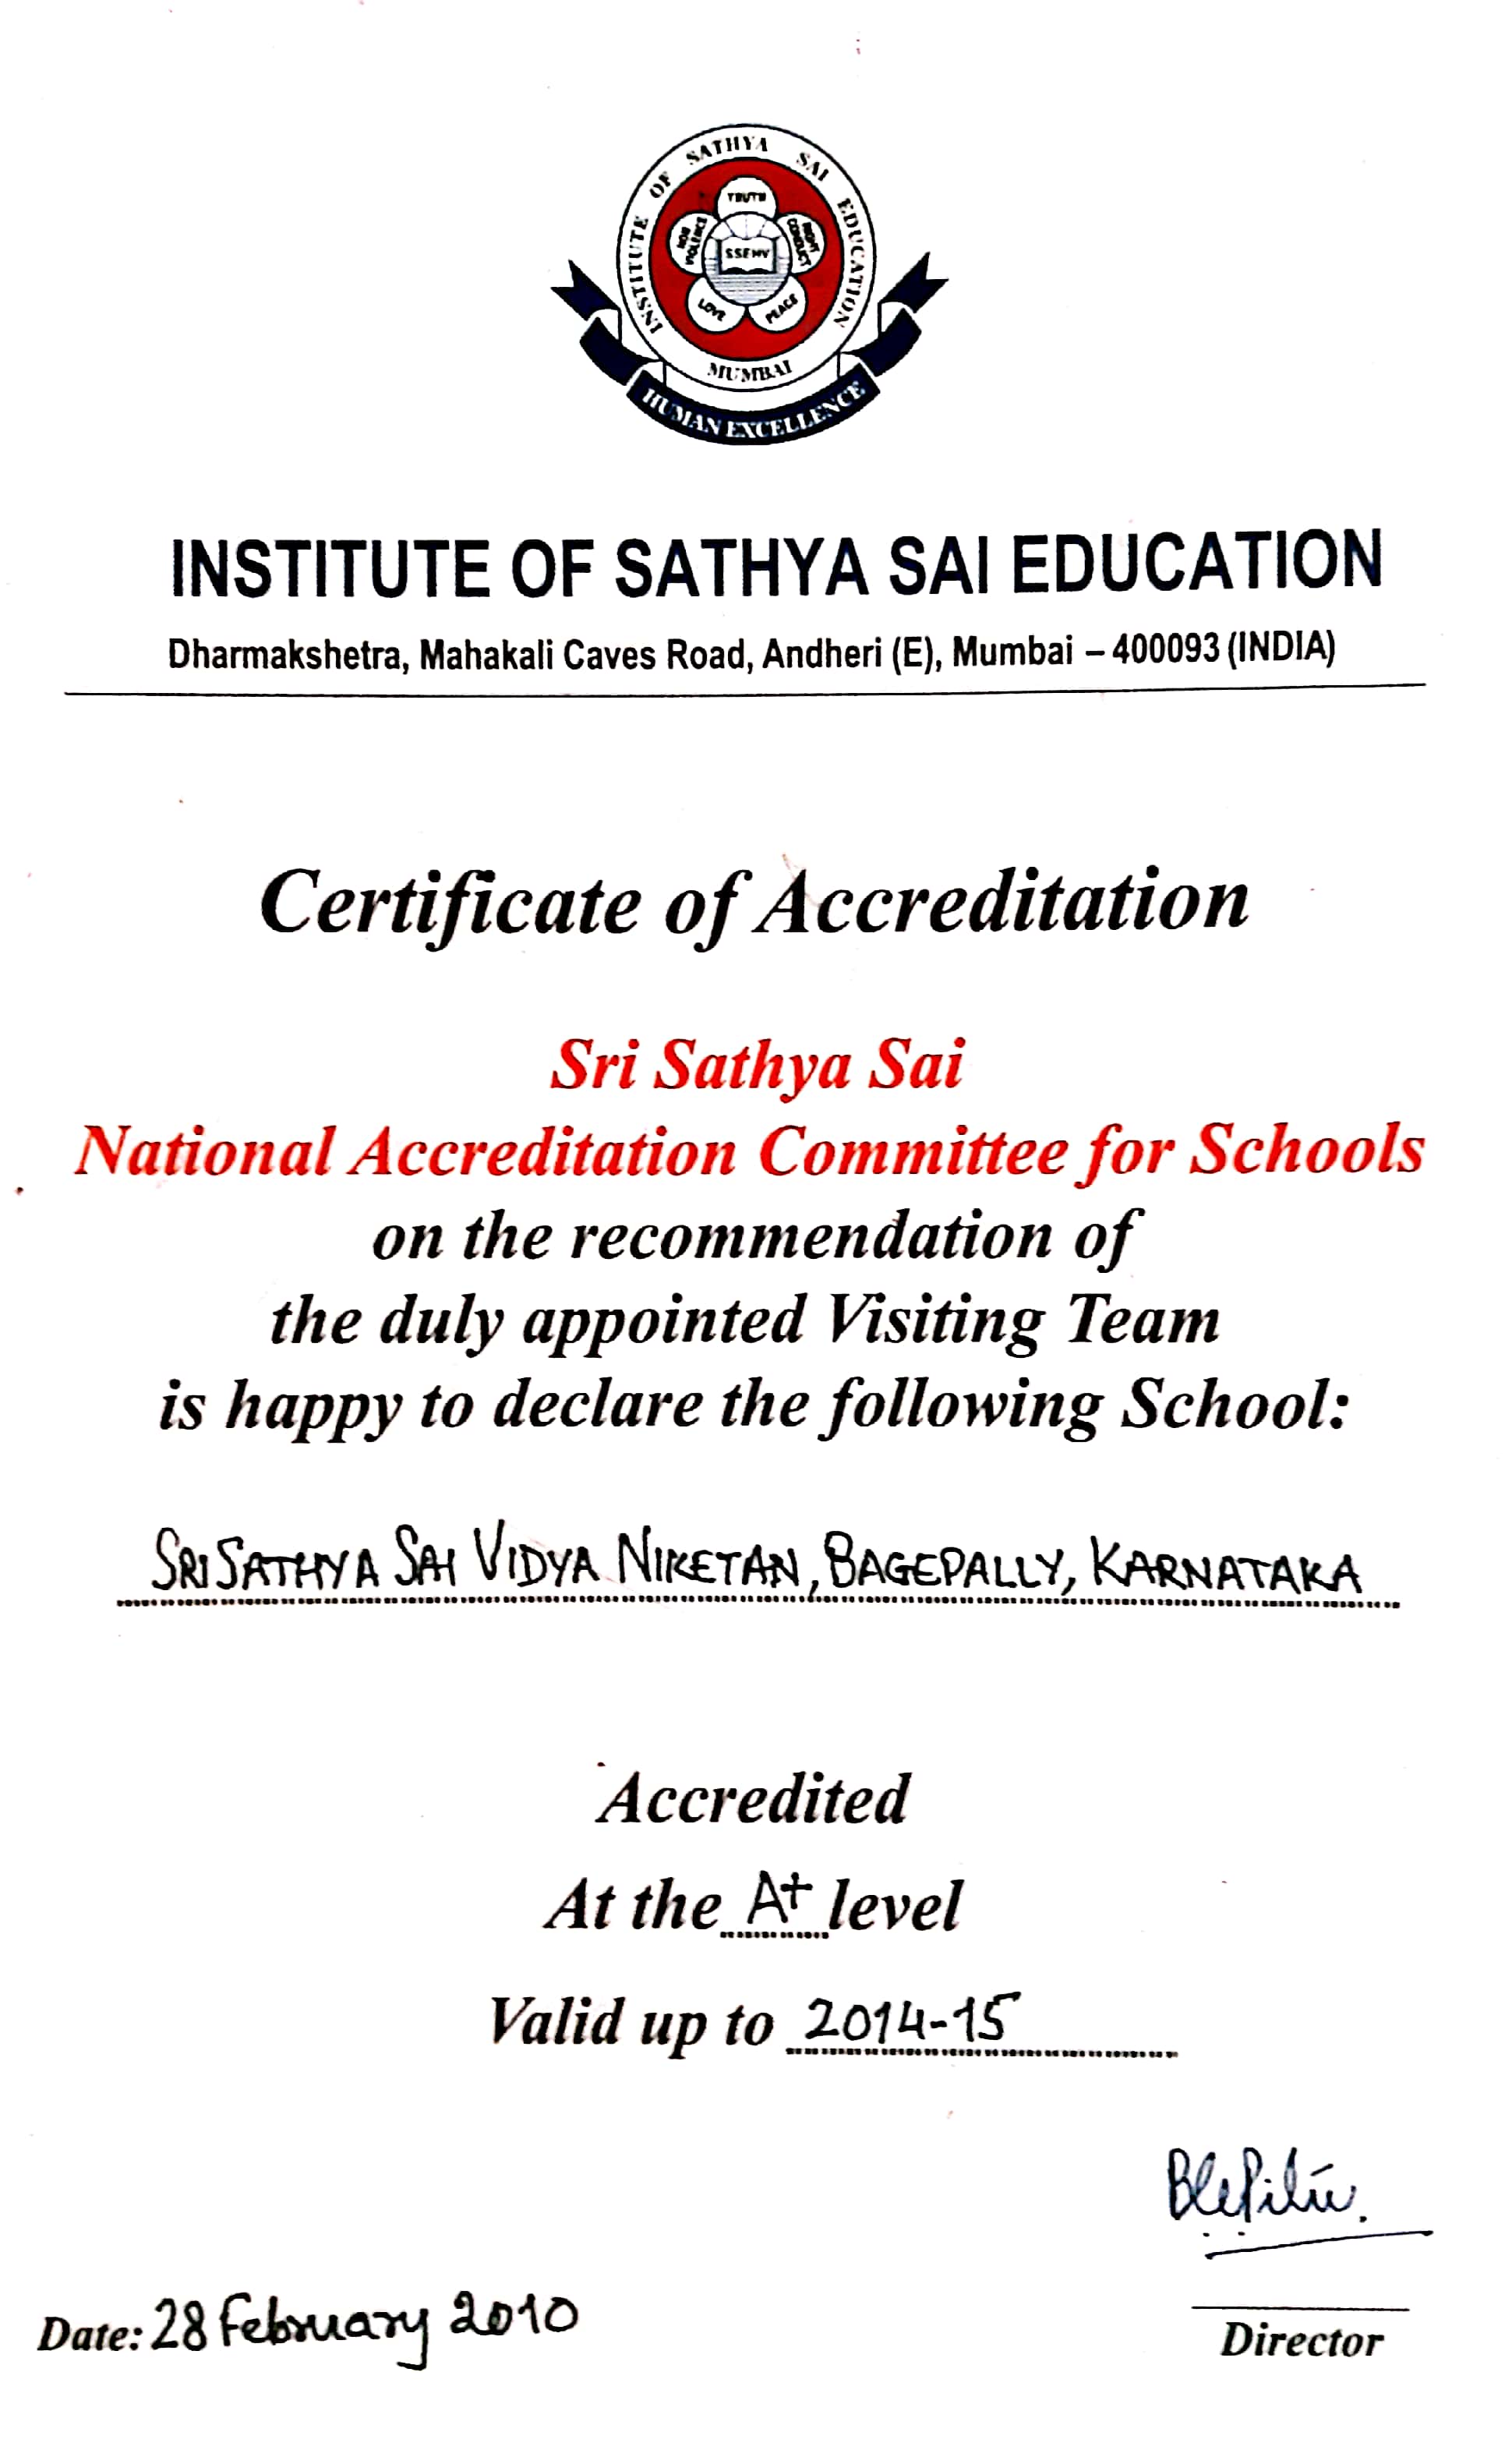 INSTITUTE OF SATHYA SAI EDUCATION
MUMBAI
TRUTH
RIGHT CONDUCT
PEACE
LOVE
NON VIOLENCE
SSEHV
HUMAN EXCELLENCE
INSTITUTE OF SATHYA SAI EDUCATION
Dharmakshetra, Mahakali Caves Road, Andheri (E), Mumbai – 400093 (INDIA)
Certificate of Accreditation
Sri Sathya Sai
National Accreditation Committee for Schools
on the recommendation of
the duly appointed Visiting Team
is happy to declare the following School:
SRI SATHYA SAI VIDYA NIKETAN, BAGEPALLY, KARNATAKA
Accredited
At the A+ level
Valid up to 2014-15
Date: 28 February 2010
Director